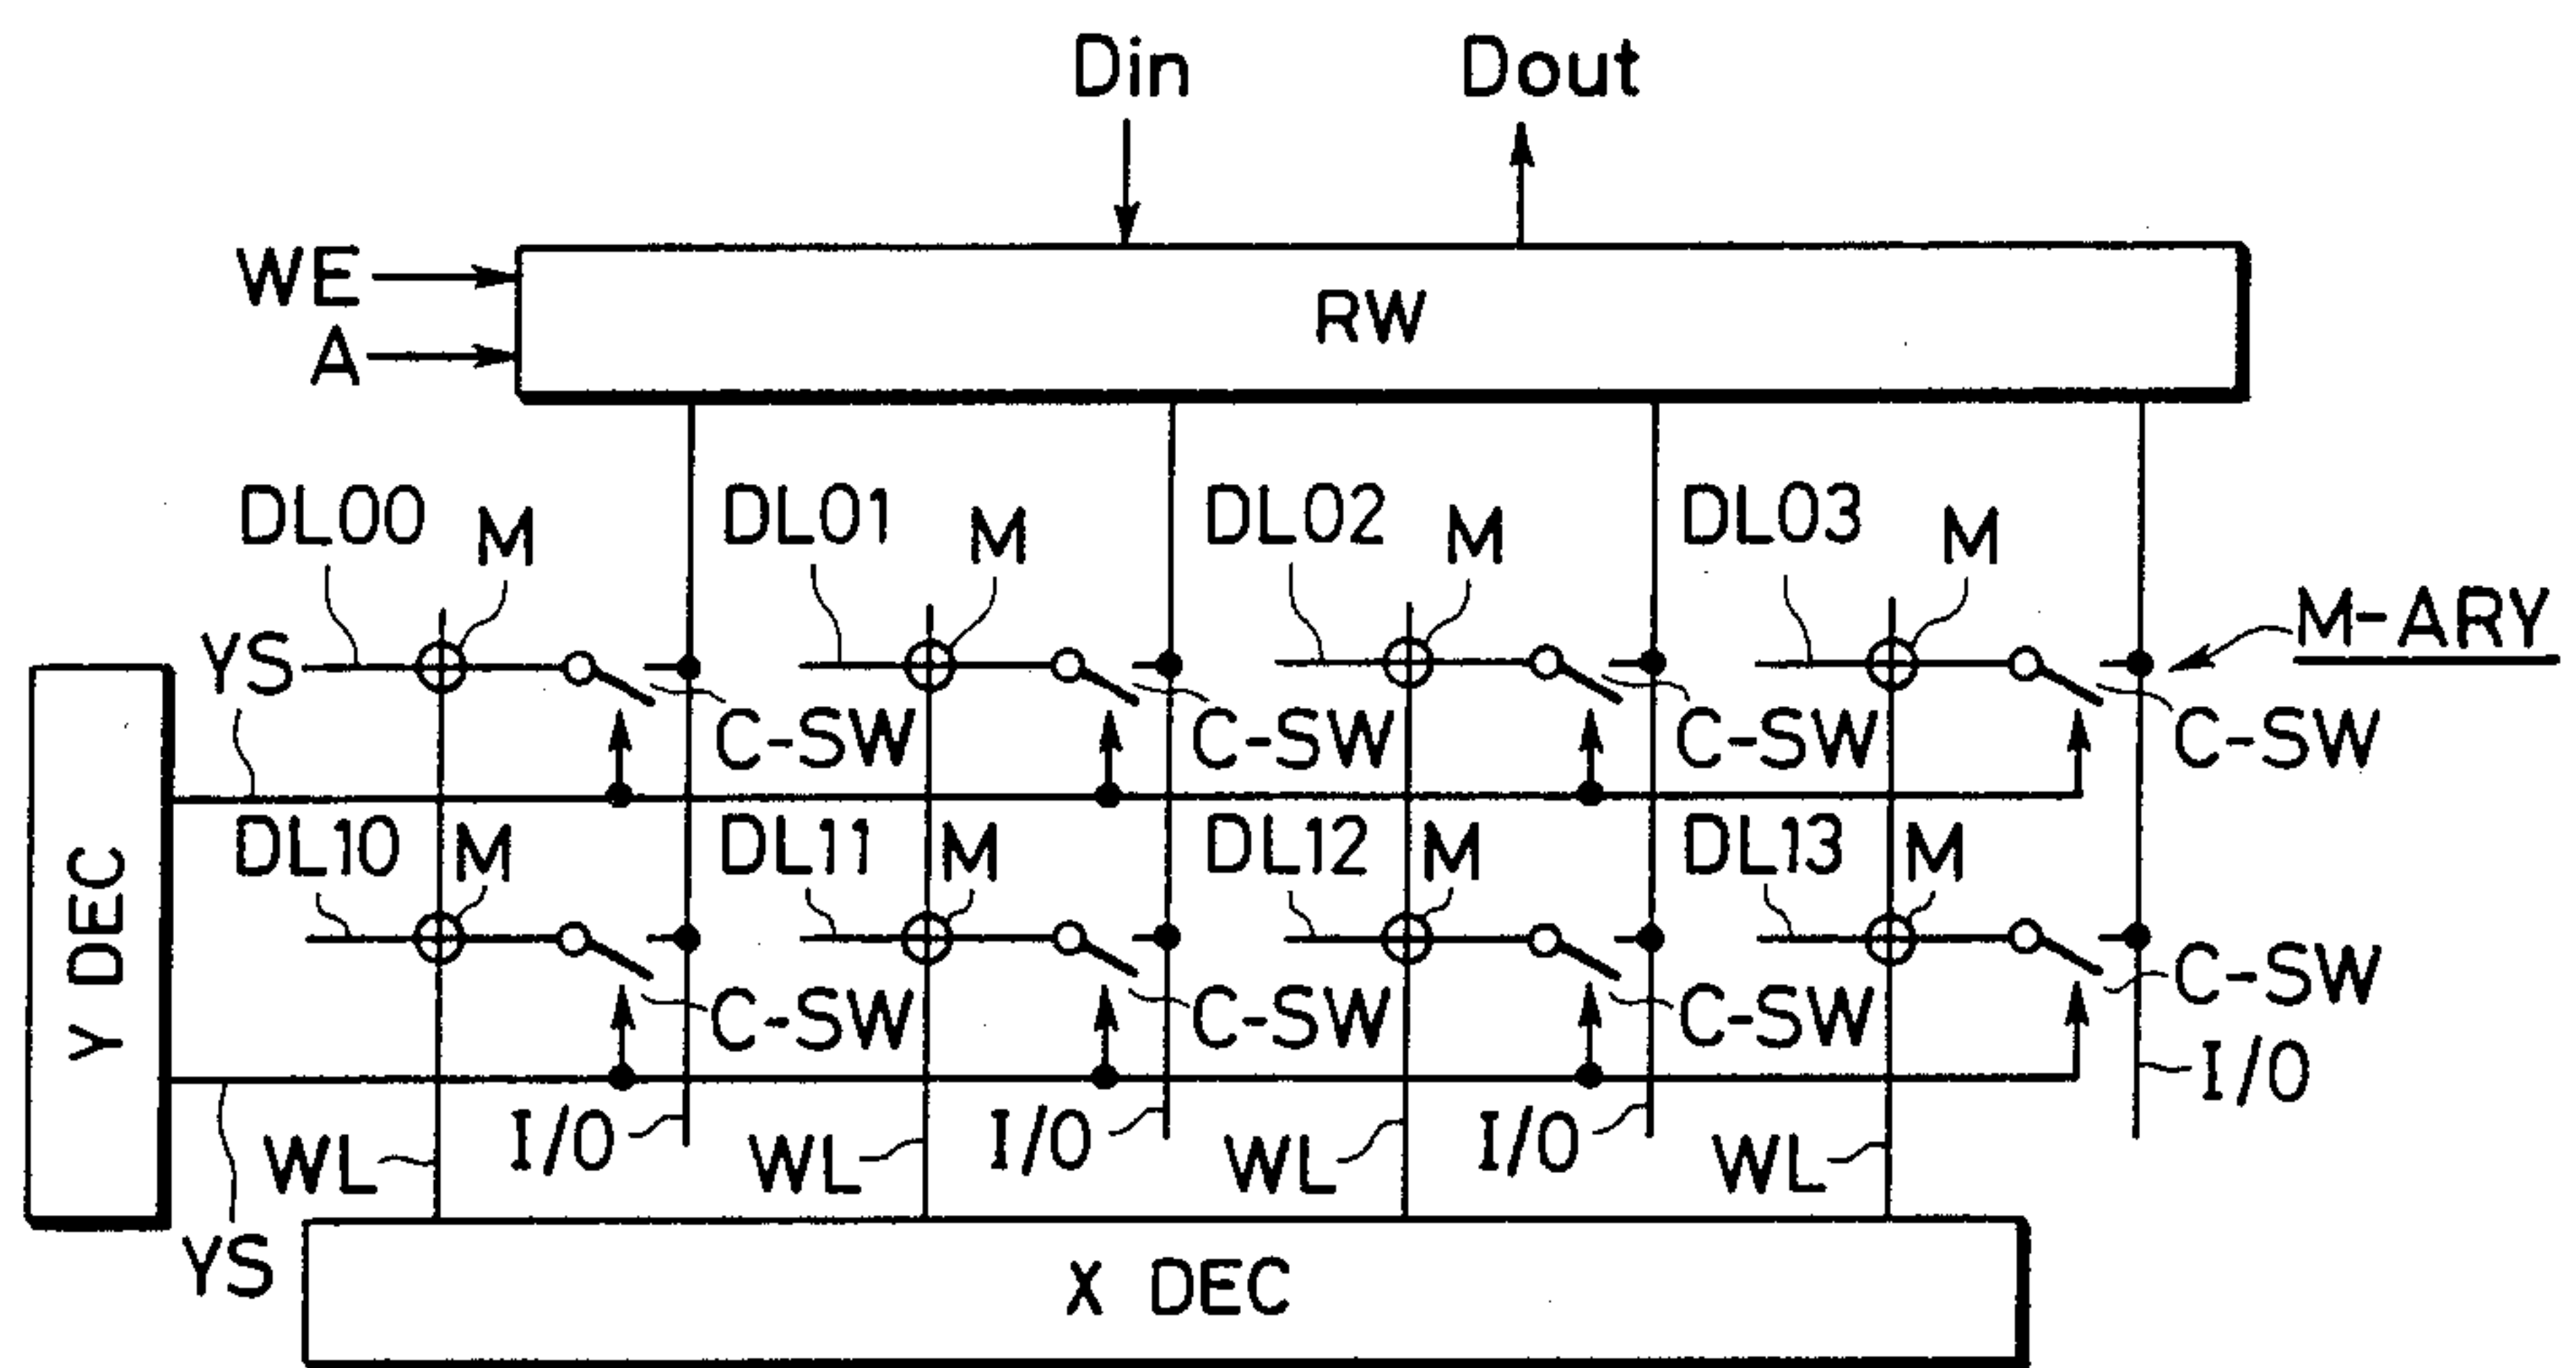 Din Dout
WE
RW
A
DL00 M DL01 M DL02 M DL03 M
M-ARY
YS
C-SW C-SW C-SW C-SW
DL10 M DL11 M DL12 M DL13 M
Y DEC
C-SW C-SW C-SW C-SW
I/O
WL I/O WL I/O WL I/O WL
YS
X DEC